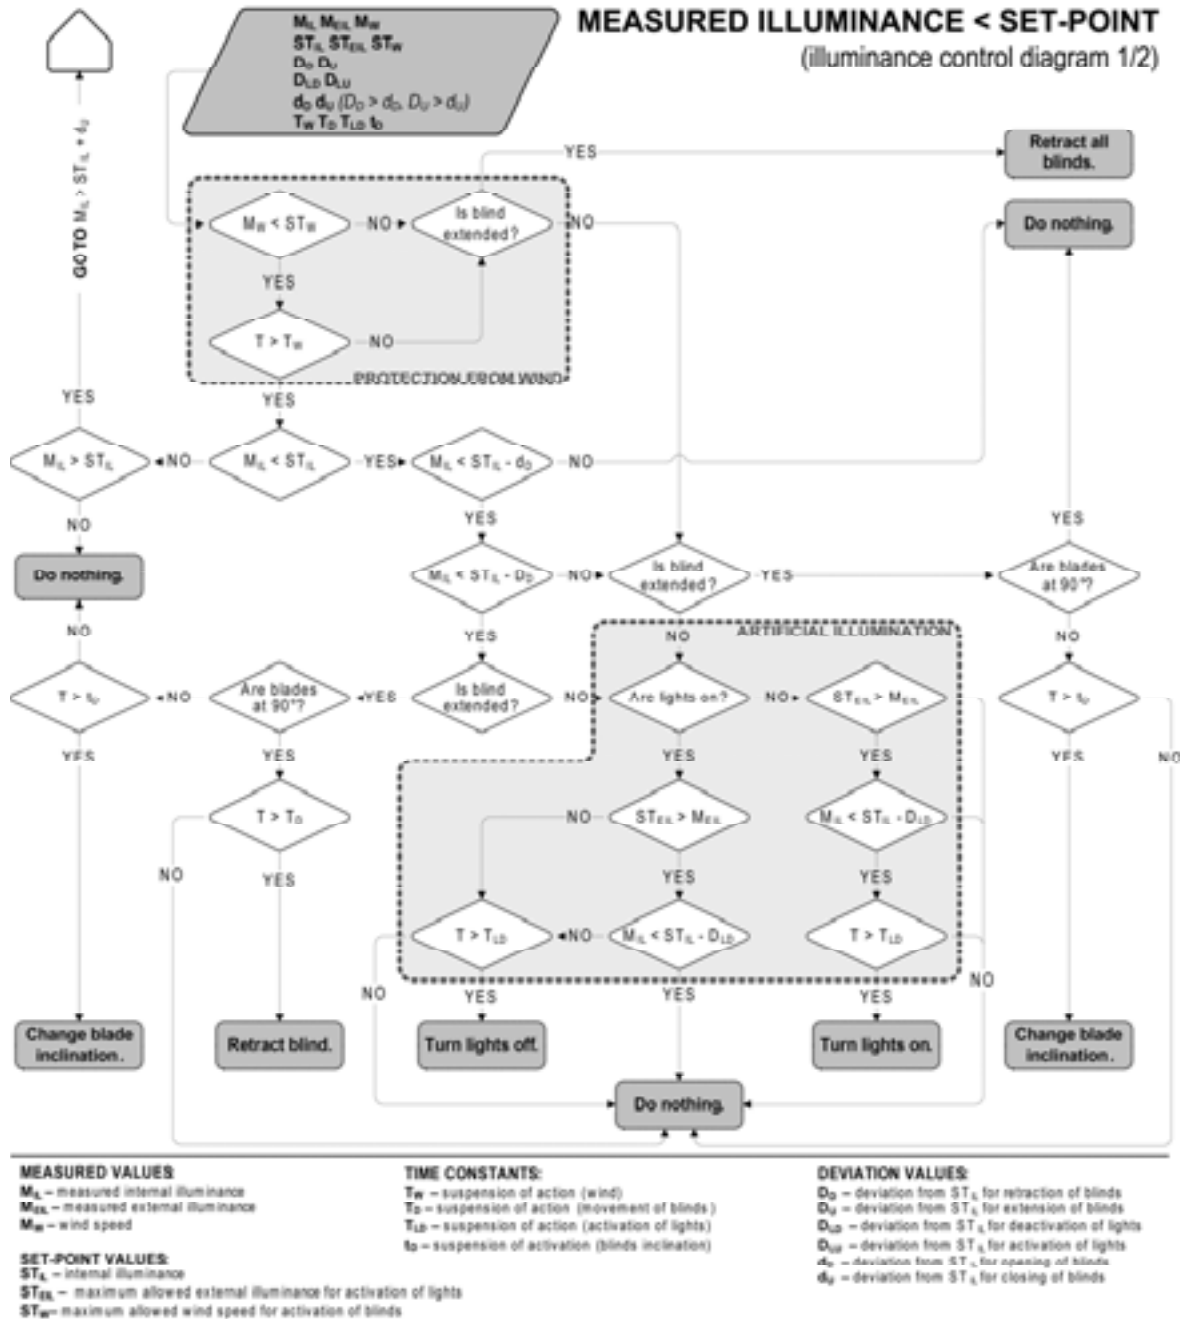 MEASURED ILLUMINANCE < SET-POINT
(illuminance control diagram 1/2)
M_IL M_EIL M_W
ST_IL ST_EIL ST_W
D_D D_U
D_LD D_LU
d_D d_U (D_D > d_D, D_U > d_U)
T_W T_D T_LD t_D
GO TO M_IL > ST_IL + d_U
YES
Retract all
blinds.
M_W < ST_W
NO
Is blind
extended?
NO
Do nothing.
YES
T > T_W
NO
PROTECTION FROM WIND
YES
YES
M_IL > ST_IL
NO
M_IL < ST_IL
YES
M_IL < ST_IL - d_D
NO
NO
YES
YES
Do nothing.
M_IL < ST_IL - D_D
NO
Is blind
extended?
YES
Are blades
at 90°?
NO
YES
NO
ARTIFICIAL ILLUMINATION
NO
T > t_D
NO
Are blades
at 90°?
YES
Is blind
extended?
NO
Are lights on?
NO
ST_EIL > M_EIL
T > t_D
YES
YES
YES
YES
YES
NO
T > T_D
NO
ST_EIL > M_EIL
M_IL < ST_IL - D_LD
NO
YES
YES
YES
T > T_LD
NO
M_IL < ST_IL - D_LD
T > T_LD
NO
YES
YES
YES
NO
Change blade
inclination.
Retract blind.
Turn lights off.
Turn lights on.
Change blade
inclination.
Do nothing.
MEASURED VALUES:
M_IL – measured internal illuminance
M_EIL – measured external illuminance
M_W – wind speed
SET-POINT VALUES:
ST_IL – internal illuminance
ST_EIL – maximum allowed external illuminance for activation of lights
ST_W – maximum allowed wind speed for activation of blinds
TIME CONSTANTS:
T_W – suspension of action (wind)
T_D – suspension of action (movement of blinds)
T_LD – suspension of action (activation of lights)
t_D – suspension of activation (blinds inclination)
DEVIATION VALUES:
D_D – deviation from ST_IL for retraction of blinds
D_U – deviation from ST_IL for extension of blinds
D_LD – deviation from ST_IL for deactivation of lights
D_LU – deviation from ST_IL for activation of lights
d_D – deviation from ST_IL for opening of blinds
d_U – deviation from ST_IL for closing of blinds